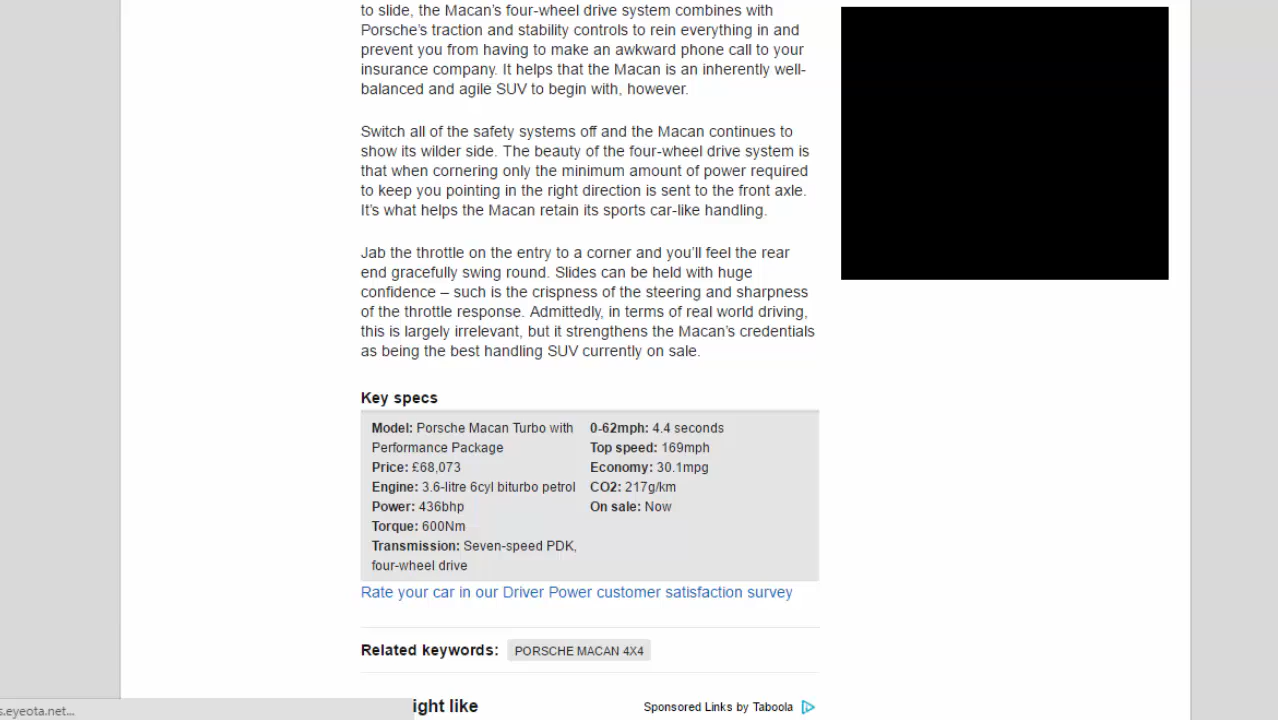 to slide, the Macan’s four-wheel drive system combines with
Porsche’s traction and stability controls to rein everything in and
prevent you from having to make an awkward phone call to your
insurance company. It helps that the Macan is an inherently well-
balanced and agile SUV to begin with, however.
Switch all of the safety systems off and the Macan continues to
show its wilder side. The beauty of the four-wheel drive system is
that when cornering only the minimum amount of power required
to keep you pointing in the right direction is sent to the front axle.
It’s what helps the Macan retain its sports car-like handling.
Jab the throttle on the entry to a corner and you’ll feel the rear
end gracefully swing round. Slides can be held with huge
confidence – such is the crispness of the steering and sharpness
of the throttle response. Admittedly, in terms of real world driving,
this is largely irrelevant, but it strengthens the Macan’s credentials
as being the best handling SUV currently on sale.
Key specs
Model: Porsche Macan Turbo with
Performance Package
Price: £68,073
Engine: 3.6-litre 6cyl biturbo petrol
Power: 436bhp
Torque: 600Nm
Transmission: Seven-speed PDK,
four-wheel drive
0-62mph: 4.4 seconds
Top speed: 169mph
Economy: 30.1mpg
CO2: 217g/km
On sale: Now
Rate your car in our Driver Power customer satisfaction survey
Related keywords: PORSCHE MACAN 4X4
ight like Sponsored Links by Taboola
s.eyeota.net...